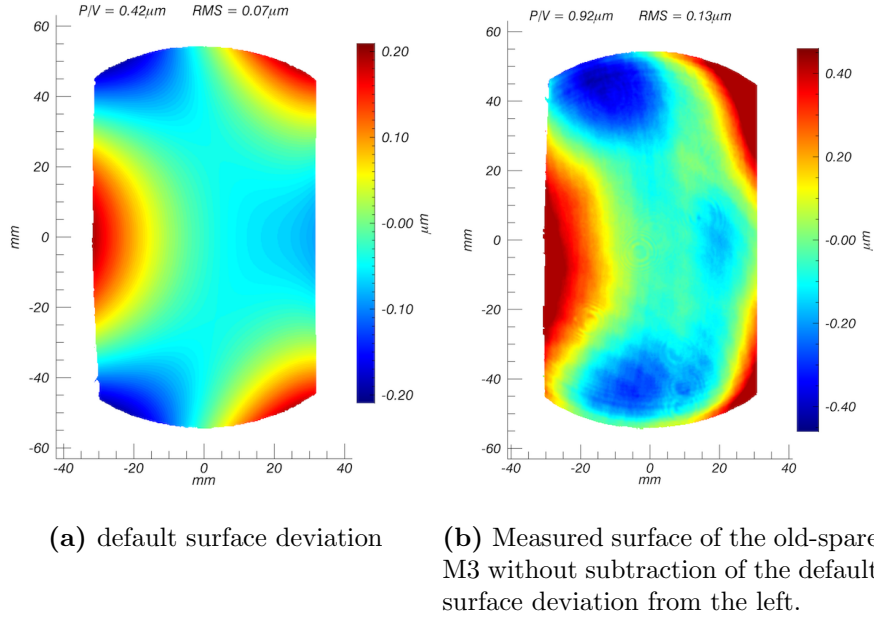 P/V = 0.42μm RMS = 0.07μm
60
40
20
0
-20
-40
-60
mm
-40
-20
0
20
40
mm
0.20
0.10
-0.00
-0.10
-0.20
μm
P/V = 0.92μm RMS = 0.13μm
60
40
20
0
-20
-40
-60
mm
-40
-20
0
20
40
mm
0.40
0.20
-0.00
-0.20
-0.40
μm
(a) default surface deviation
(b) Measured surface of the old-spare
M3 without subtraction of the default
surface deviation from the left.